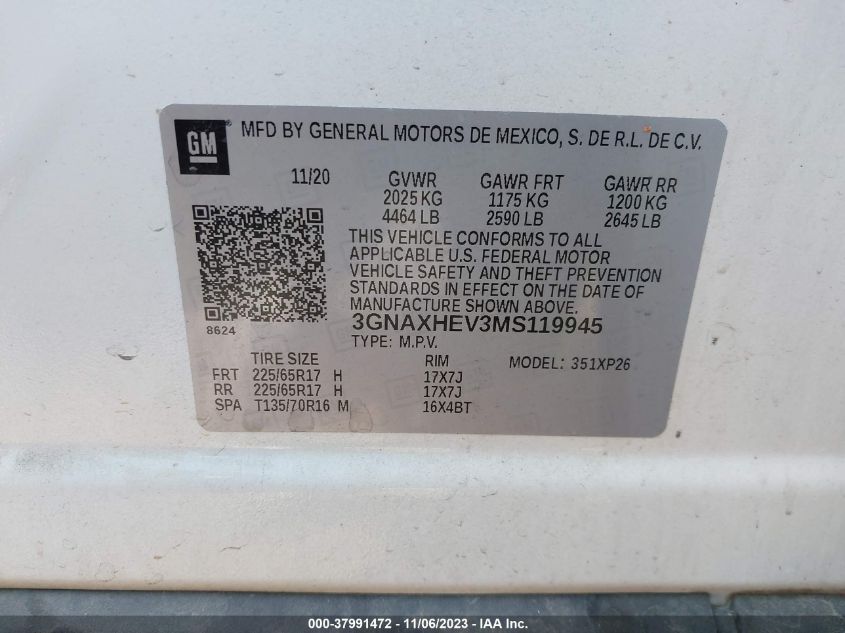 GM
MFD BY GENERAL MOTORS DE MEXICO, S. DE R.L. DE C.V.
11/20 GVWR GAWR FRT GAWR RR
2025 KG 1175 KG 1200 KG
4464 LB 2590 LB 2645 LB
THIS VEHICLE CONFORMS TO ALL
APPLICABLE U.S. FEDERAL MOTOR
VEHICLE SAFETY AND THEFT PREVENTION
STANDARDS IN EFFECT ON THE DATE OF
MANUFACTURE SHOWN ABOVE.
8624 3GNAXHEV3MS119945
TYPE: M.P.V.
TIRE SIZE RIM MODEL: 351XP26
FRT 225/65R17 H 17X7J
RR 225/65R17 H 17X7J
SPA T135/70R16 M 16X4BT
000-37991472 - 11/06/2023 - IAA Inc.